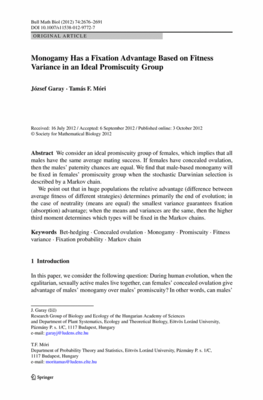 Bull Math Biol (2012) 74:2676–2691
DOI 10.1007/s11538-012-9772-7
ORIGINAL ARTICLE
Monogamy Has a Fixation Advantage Based on Fitness
Variance in an Ideal Promiscuity Group
József Garay · Tamás F. Móri
Received: 16 July 2012 / Accepted: 6 September 2012 / Published online: 3 October 2012
© Society for Mathematical Biology 2012
Abstract We consider an ideal promiscuity group of females, which implies that all
males have the same average mating success. If females have concealed ovulation,
then the males' paternity chances are equal. We find that male-based monogamy will
be fixed in females' promiscuity group when the stochastic Darwinian selection is
described by a Markov chain.
We point out that in huge populations the relative advantage (difference between
average fitness of different strategies) determines primarily the end of evolution; in
the case of neutrality (means are equal) the smallest variance guarantees fixation
(absorption) advantage; when the means and variances are the same, then the higher
third moment determines which types will be fixed in the Markov chains.
Keywords Bet-hedging · Concealed ovulation · Monogamy · Promiscuity · Fitness
variance · Fixation probability · Markov chain
1 Introduction
In this paper, we consider the following question: During human evolution, when the
egalitarian, sexually active males live together, can females' concealed ovulation give
advantage of males' monogamy over males' promiscuity? In other words, can males'
J. Garay (✉)
Research Group of Biology and Ecology of the Hungarian Academy of Sciences
and Department of Plant Systematics, Ecology and Theoretical Biology, Eötvös Loránd University,
Pázmány P. s. 1/C, 1117 Budapest, Hungary
e-mail: garayj@ludens.elte.hu
T.F. Móri
Department of Probability Theory and Statistics, Eötvös Loránd University, Pázmány P. s. 1/C,
1117 Budapest, Hungary
e-mail: moritamas@ludens.elte.hu
Springer